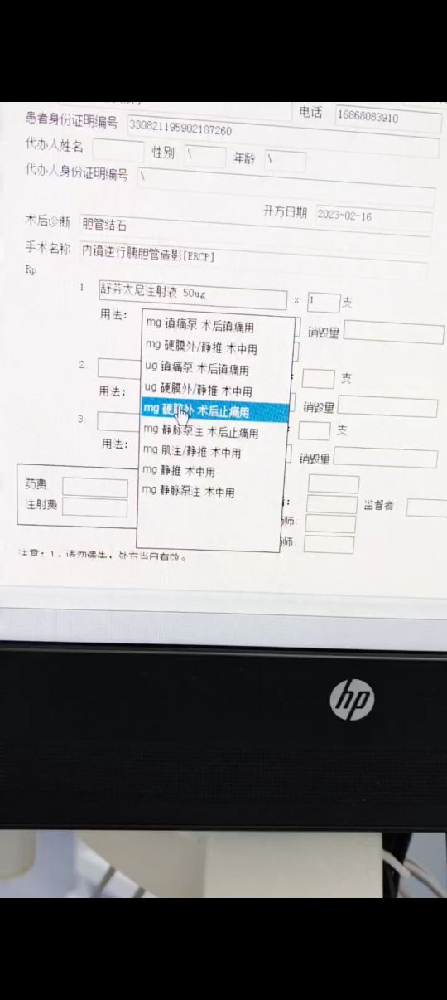 电话 18868083910
患者身份证明编号 330821195902187260
代办人姓名 性别 \ 年龄 \
代办人身份证明编号 \
开方日期 2023-02-16
术后诊断 胆管结石
手术名称 内镜逆行胰胆管造影[ERCP]
Rp
1 舒芬太尼注射液 50ug x 1 支
用法: 销毁量
mg 镇痛泵 术后镇痛用
mg 硬膜外/静推 术中用
ug 镇痛泵 术后镇痛用
ug 硬膜外/静推 术中用
mg 硬膜外 术后止痛用
mg 静脉泵注 术后止痛用
mg 肌注/静推 术中用
mg 静推 术中用
mg 静脉泵注 术中用
2. 支
用法: 销毁量
3. 支
用法: 销毁量
药费
注射费 监督者:
师:
师:
注意: 1、请勿遗失, 处方当日有效。
hp